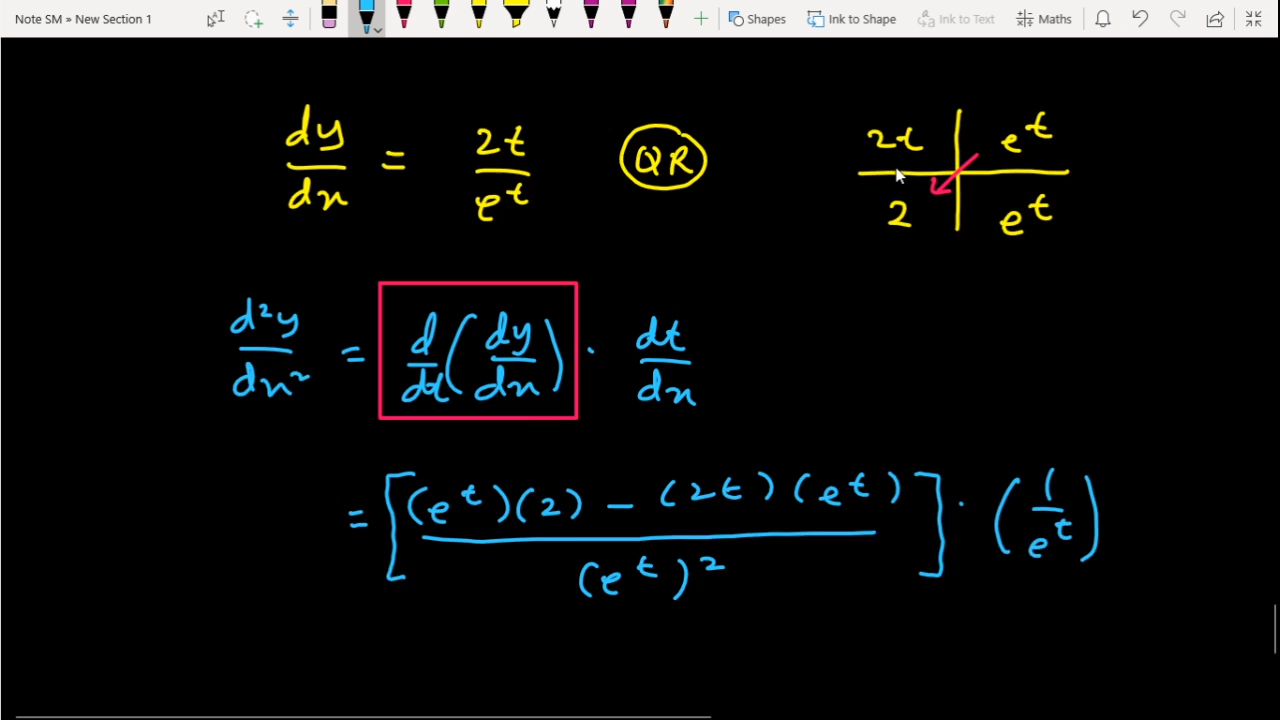 Note SM » New Section 1
Shapes
Ink to Shape
Ink to Text
Maths
dy/dx = 2t/e^t
QR
2t | e^t
2 | e^t
d²y/dx² = d/dt (dy/dx) · dt/dx
= [(e^t)(2) - (2t)(e^t) / (e^t)²] · (1/e^t)